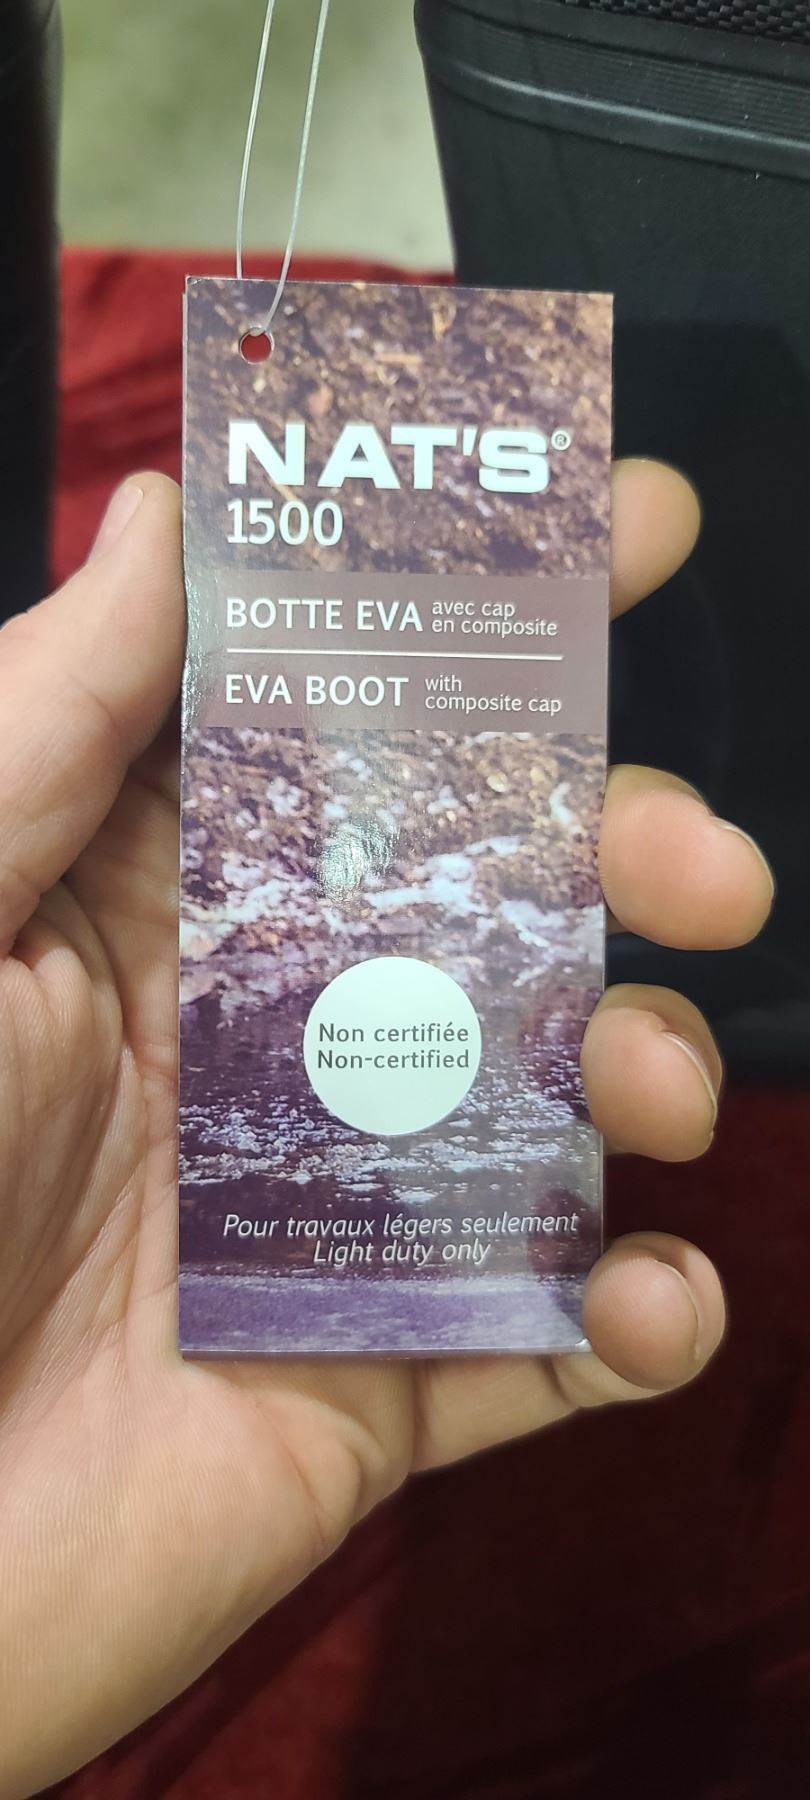 NAT'S®
1500
BOTTE EVA avec cap
en composite
EVA BOOT with
composite cap
Non certifiée
Non-certified
Pour travaux légers seulement
Light duty only